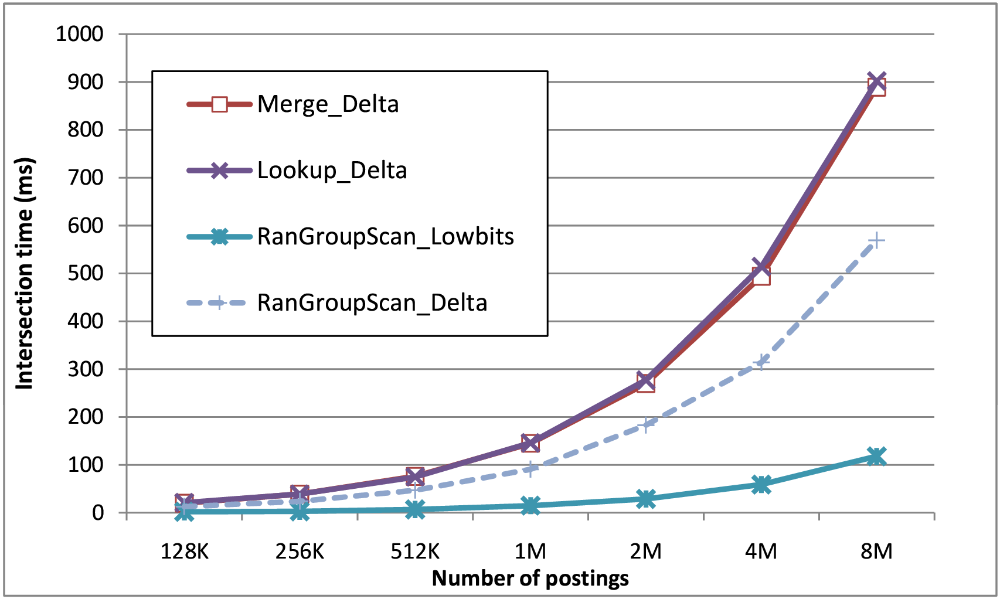 1000
900
800
700
600
500
400
300
200
100
0
Intersection time (ms)
Merge_Delta
Lookup_Delta
RanGroupScan_Lowbits
RanGroupScan_Delta
128K 256K 512K 1M 2M 4M 8M
Number of postings